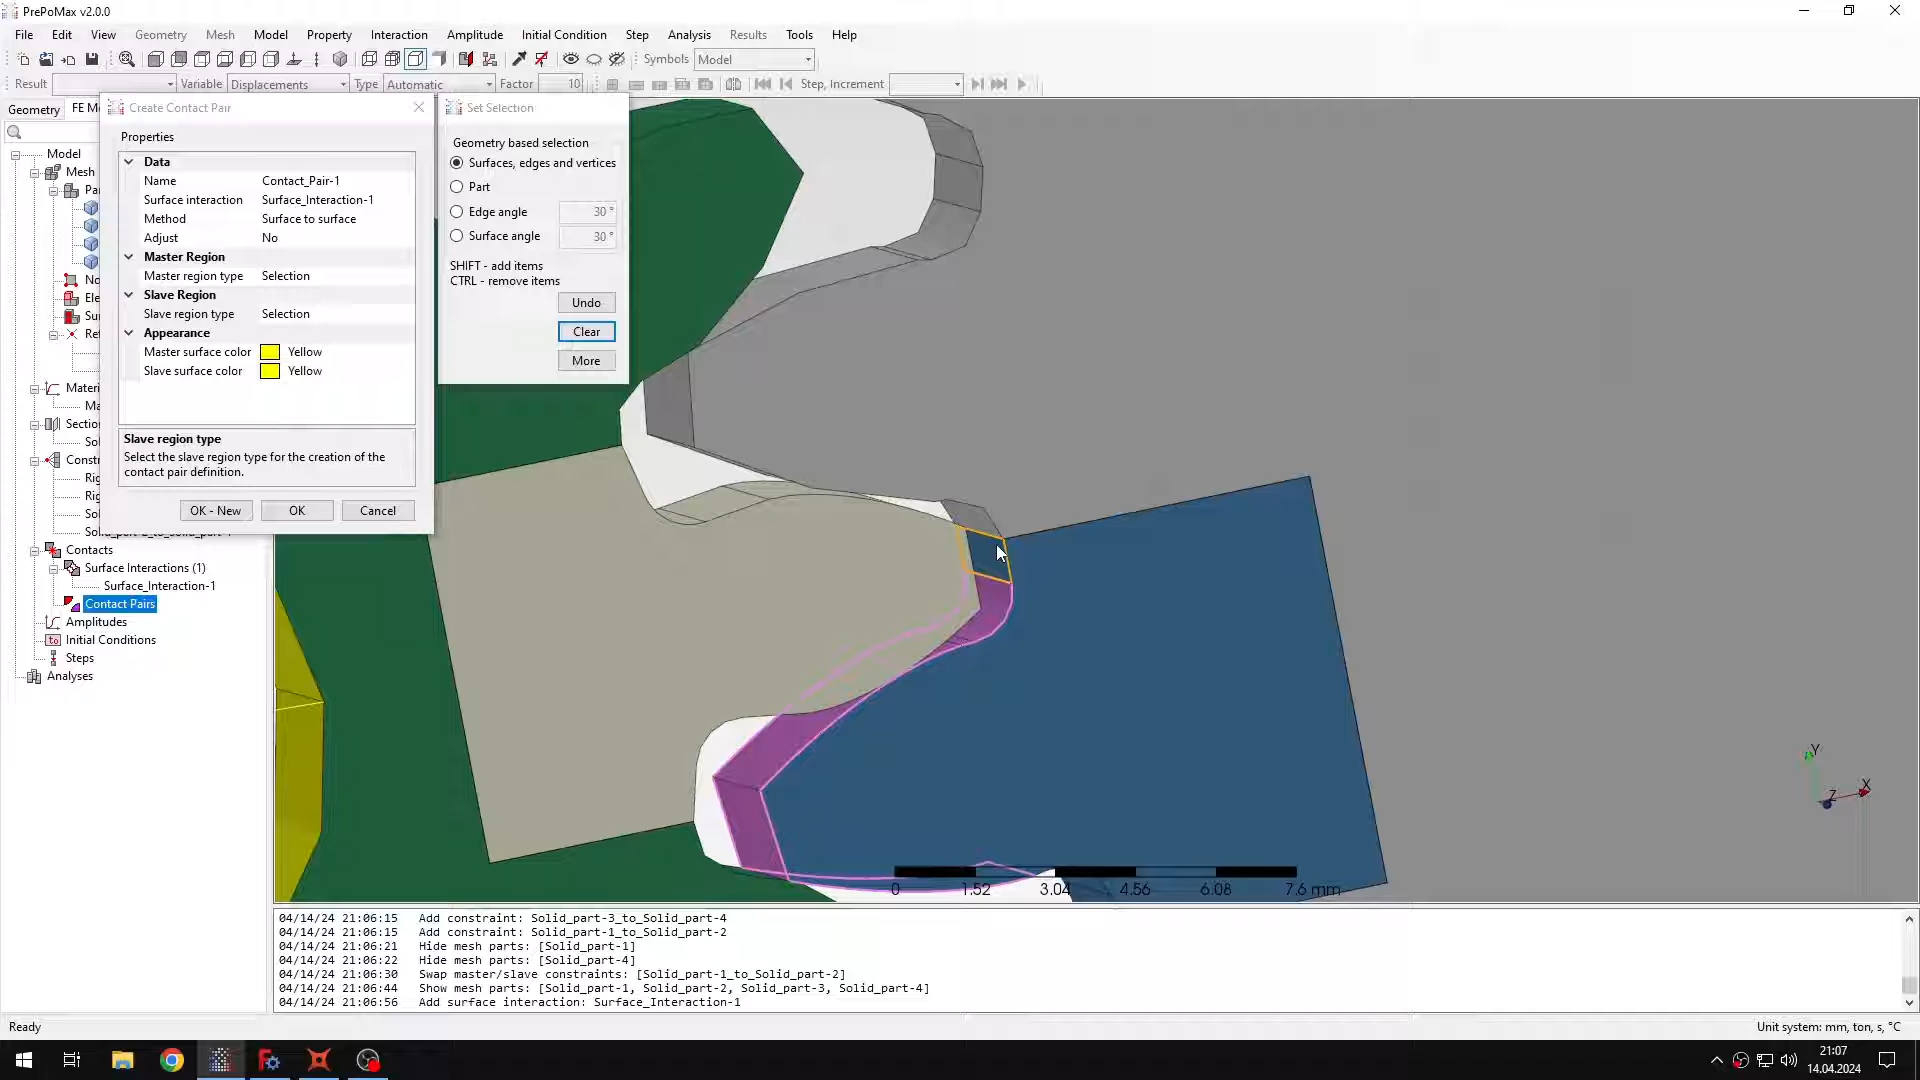 PrePoMax v2.0.0
File Edit View Geometry Mesh Model Property Interaction Amplitude Initial Condition Step Analysis Results Tools Help
Symbols Model
Result Variable Displacements Type Automatic Factor 10 Step, Increment
Geometry FE M
Create Contact Pair
Properties
Data
Name Contact_Pair-1
Surface interaction Surface_Interaction-1
Method Surface to surface
Adjust No
Master Region
Master region type Selection
Slave Region
Slave region type Selection
Appearance
Master surface color Yellow
Slave surface color Yellow
Slave region type
Select the slave region type for the creation of the
contact pair definition.
OK - New OK Cancel
Set Selection
Geometry based selection
Surfaces, edges and vertices
Part
Edge angle 30 °
Surface angle 30 °
SHIFT - add items
CTRL - remove items
Undo
Clear
More
Model
Mesh
Pa
No
Ele
Su
Ref
Materi
Ma
Section
Sol
Constr
Rig
Rig
Sol
Contacts
Surface Interactions (1)
Surface_Interaction-1
Contact Pairs
Amplitudes
Initial Conditions
Steps
Analyses
0 1.52 3.04 4.56 6.08 7.6 mm
Y
X
Z
04/14/24 21:06:15 Add constraint: Solid_part-3_to_Solid_part-4
04/14/24 21:06:15 Add constraint: Solid_part-1_to_Solid_part-2
04/14/24 21:06:21 Hide mesh parts: [Solid_part-1]
04/14/24 21:06:22 Hide mesh parts: [Solid_part-4]
04/14/24 21:06:30 Swap master/slave constraints: [Solid_part-1_to_Solid_part-2]
04/14/24 21:06:44 Show mesh parts: [Solid_part-1, Solid_part-2, Solid_part-3, Solid_part-4]
04/14/24 21:06:56 Add surface interaction: Surface_Interaction-1
Ready Unit system: mm, ton, s, °C
21:07
14.04.2024